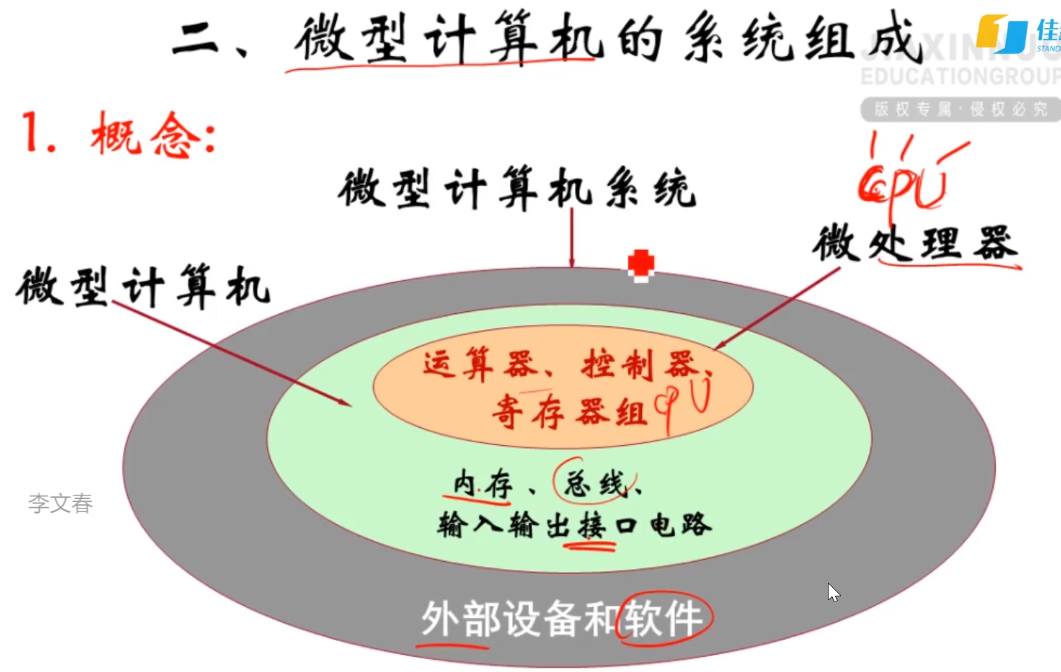 二、微型计算机的系统组成
佳
STAND
EDUCATIONGROUP
版权专属·侵权必究
1. 概念:
微型计算机系统
CPU
微处理器
微型计算机
运算器、控制器、
寄存器组 CPU
内存、总线、
输入输出接口电路
李文春
外部设备和软件